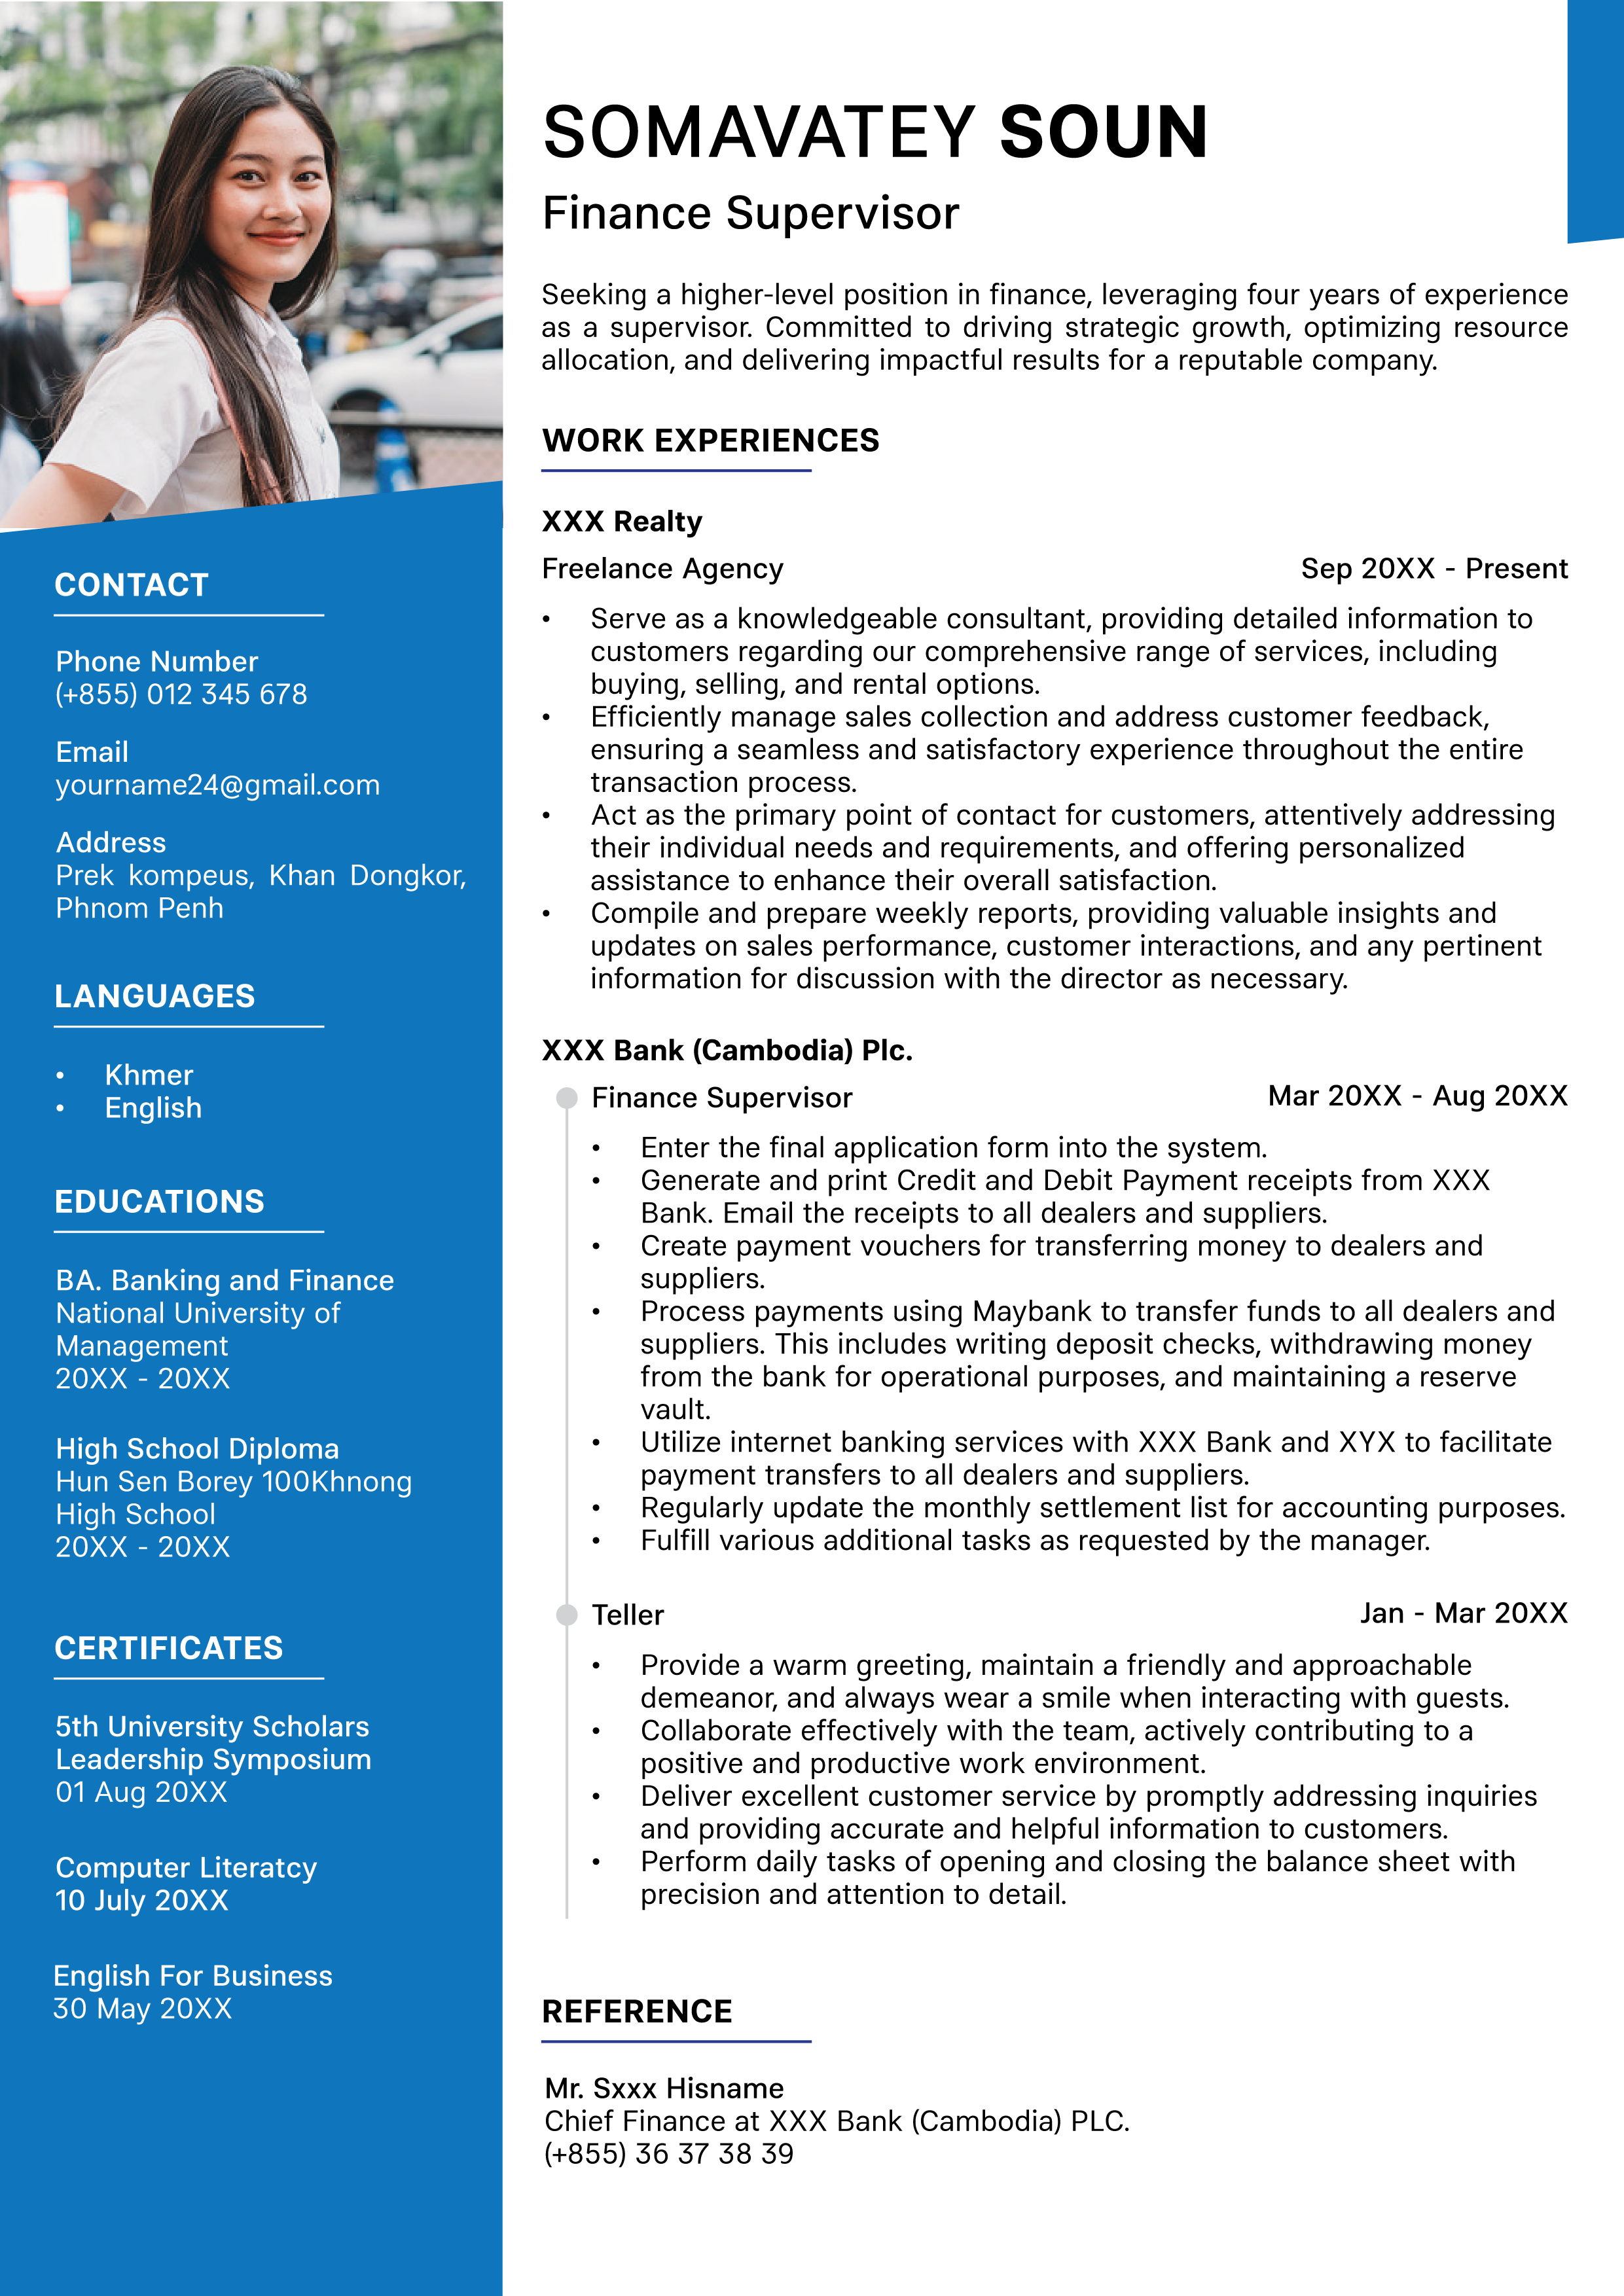 SOMAVATEY SOUN
Finance Supervisor
Seeking a higher-level position in finance, leveraging four years of experience
as a supervisor. Committed to driving strategic growth, optimizing resource
allocation, and delivering impactful results for a reputable company.
CONTACT
Phone Number
(+855) 012 345 678
Email
yourname24@gmail.com
Address
Prek kompeus, Khan Dongkor,
Phnom Penh
LANGUAGES
• Khmer
• English
EDUCATIONS
BA. Banking and Finance
National University of
Management
20XX - 20XX
High School Diploma
Hun Sen Borey 100Khnong
High School
20XX - 20XX
CERTIFICATES
5th University Scholars
Leadership Symposium
01 Aug 20XX
Computer Literatcy
10 July 20XX
English For Business
30 May 20XX
WORK EXPERIENCES
XXX Realty
Freelance Agency Sep 20XX - Present
• Serve as a knowledgeable consultant, providing detailed information to
customers regarding our comprehensive range of services, including
buying, selling, and rental options.
• Efficiently manage sales collection and address customer feedback,
ensuring a seamless and satisfactory experience throughout the entire
transaction process.
• Act as the primary point of contact for customers, attentively addressing
their individual needs and requirements, and offering personalized
assistance to enhance their overall satisfaction.
• Compile and prepare weekly reports, providing valuable insights and
updates on sales performance, customer interactions, and any pertinent
information for discussion with the director as necessary.
XXX Bank (Cambodia) Plc.
Finance Supervisor Mar 20XX - Aug 20XX
• Enter the final application form into the system.
• Generate and print Credit and Debit Payment receipts from XXX
Bank. Email the receipts to all dealers and suppliers.
• Create payment vouchers for transferring money to dealers and
suppliers.
• Process payments using Maybank to transfer funds to all dealers and
suppliers. This includes writing deposit checks, withdrawing money
from the bank for operational purposes, and maintaining a reserve
vault.
• Utilize internet banking services with XXX Bank and XYX to facilitate
payment transfers to all dealers and suppliers.
• Regularly update the monthly settlement list for accounting purposes.
• Fulfill various additional tasks as requested by the manager.
Teller Jan - Mar 20XX
• Provide a warm greeting, maintain a friendly and approachable
demeanor, and always wear a smile when interacting with guests.
• Collaborate effectively with the team, actively contributing to a
positive and productive work environment.
• Deliver excellent customer service by promptly addressing inquiries
and providing accurate and helpful information to customers.
• Perform daily tasks of opening and closing the balance sheet with
precision and attention to detail.
REFERENCE
Mr. Sxxx Hisname
Chief Finance at XXX Bank (Cambodia) PLC.
(+855) 36 37 38 39